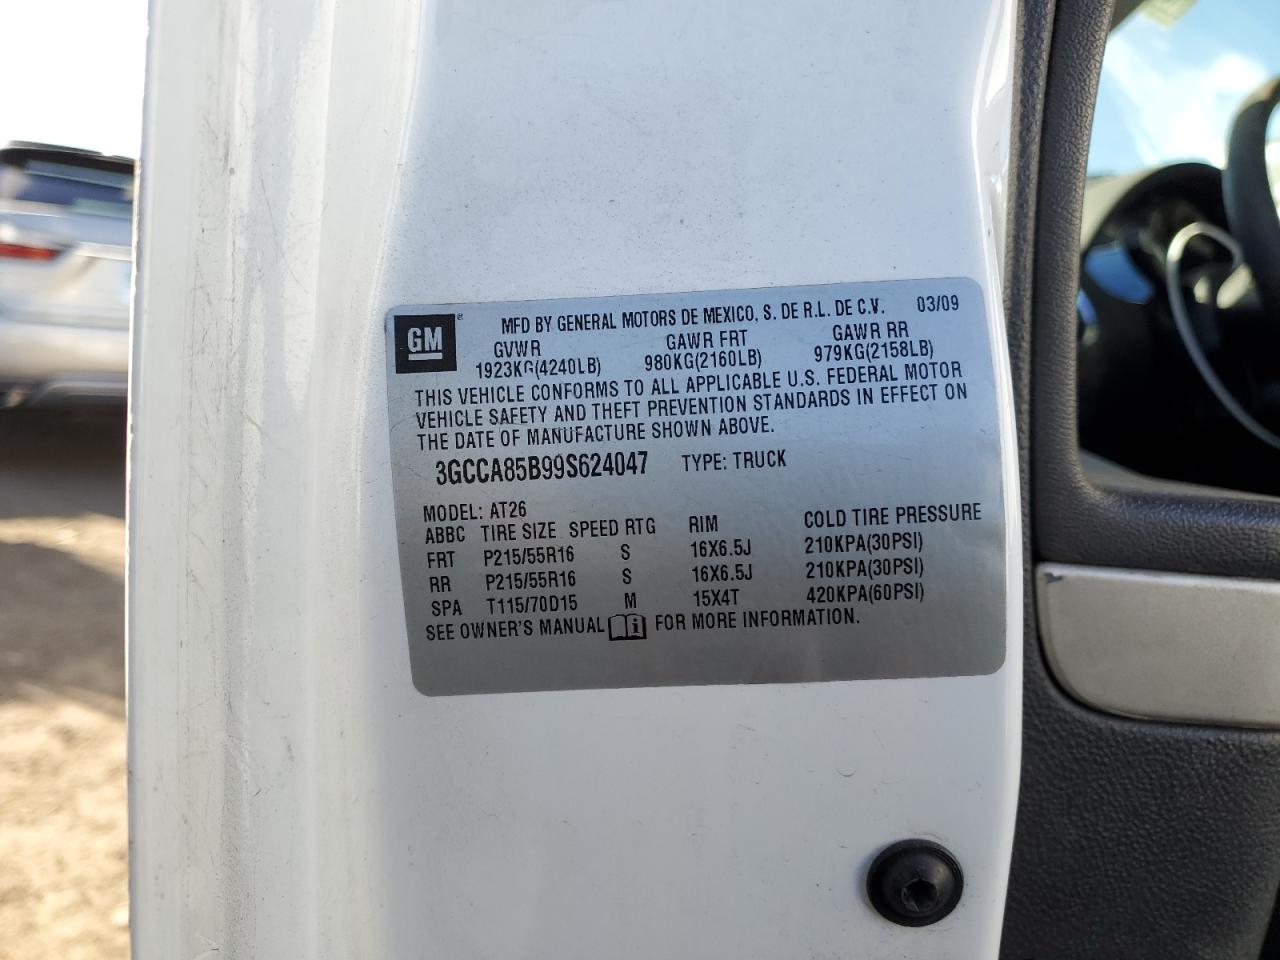 GM
MFD BY GENERAL MOTORS DE MEXICO, S. DE R.L. DE C.V. 03/09
GVWR GAWR FRT GAWR RR
1923KG(4240LB) 980KG(2160LB) 979KG(2158LB)
THIS VEHICLE CONFORMS TO ALL APPLICABLE U.S. FEDERAL MOTOR
VEHICLE SAFETY AND THEFT PREVENTION STANDARDS IN EFFECT ON
THE DATE OF MANUFACTURE SHOWN ABOVE.
3GCCA85B99S624047 TYPE: TRUCK
MODEL: AT26
ABBC TIRE SIZE SPEED RTG RIM COLD TIRE PRESSURE
FRT P215/55R16 S 16X6.5J 210KPA(30PSI)
RR P215/55R16 S 16X6.5J 210KPA(30PSI)
SPA T115/70D15 M 15X4T 420KPA(60PSI)
SEE OWNER'S MANUAL i FOR MORE INFORMATION.